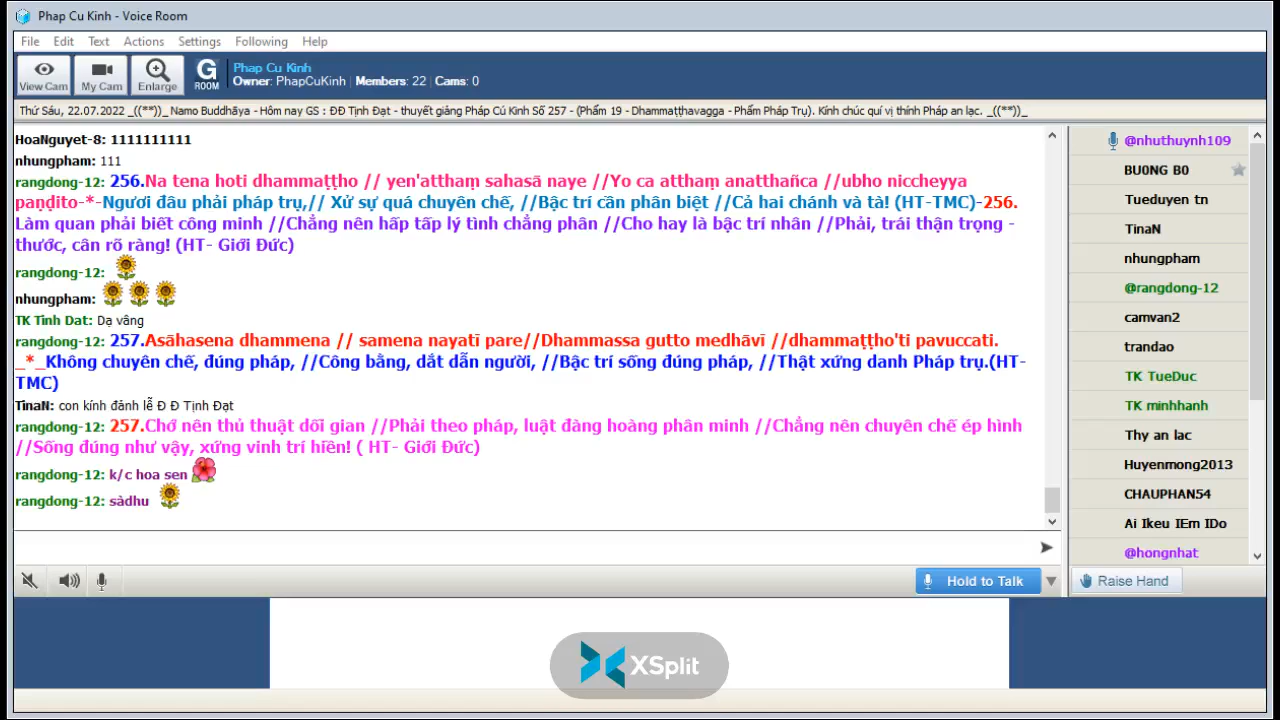 Phap Cu Kinh - Voice Room
File Edit Text Actions Settings Following Help
View Cam My Cam Enlarge G ROOM Phap Cu Kinh
Owner: PhapCuKinh Members: 22 Cams: 0
Thứ Sáu, 22.07.2022 _((**))_ Namo Buddhāya - Hôm nay GS : ĐĐ Tịnh Đạt - thuyết giảng Pháp Cú Kinh Số 257 - (Phẩm 19 - Dhammaṭṭhavagga - Phẩm Pháp Trụ). Kính chúc quí vị thính Pháp an lạc. _((**))_
HoaNguyet-8: 1111111111
nhungpham: 111
rangdong-12: 256.Na tena hoti dhammaṭṭho // yen'atthaṃ sahasā naye //Yo ca atthaṃ anatthañca //ubho niccheyya
paṇḍito-*-Ngươi đâu phải pháp trụ,// Xử sự quá chuyên chế, //Bậc trí cần phân biệt //Cả hai chánh và tà! (HT-TMC)-256.
Làm quan phải biết công minh //Chẳng nên hấp tấp lý tình chẳng phân //Cho hay là bậc trí nhân //Phải, trái thận trọng -
thước, cân rõ ràng! (HT- Giới Đức)
rangdong-12:
nhungpham:
TK Tinh Dat: Dạ vâng
rangdong-12: 257.Asāhasena dhammena // samena nayatī pare//Dhammassa gutto medhāvī //dhammaṭṭho'ti pavuccati.
_*_Không chuyên chế, đúng pháp, //Công bằng, dắt dẫn người, //Bậc trí sống đúng pháp, //Thật xứng danh Pháp trụ.(HT-
TMC)
TinaN: con kính đảnh lễ Đ Đ Tịnh Đạt
rangdong-12: 257.Chớ nên thủ thuật dối gian //Phải theo pháp, luật đàng hoàng phân minh //Chẳng nên chuyên chế ép hình
//Sống đúng như vậy, xứng vinh trí hiền! ( HT- Giới Đức)
rangdong-12: k/c hoa sen
rangdong-12: sàdhu
@nhuthuynh109
BU0NG B0
Tueduyen tn
TinaN
nhungpham
@rangdong-12
camvan2
trandao
TK TueDuc
TK minhhanh
Thy an lac
Huyenmong2013
CHAUPHAN54
Ai Ikeu IEm IDo
@hongnhat
Hold to Talk
Raise Hand
XSplit